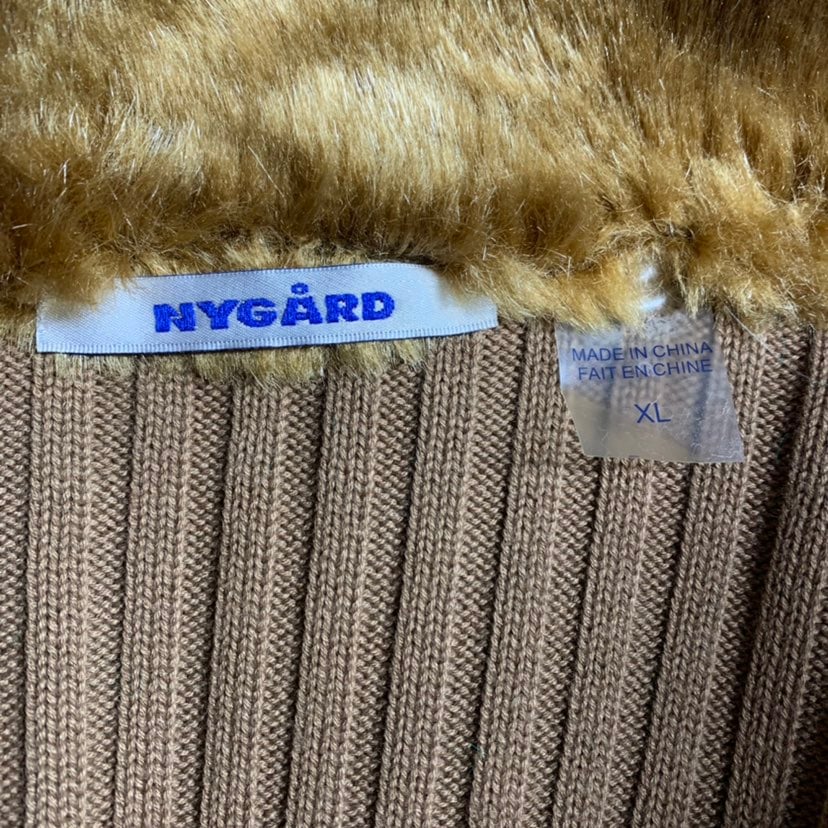 NYGÅRD
MADE IN CHINA
FAIT EN CHINE
XL